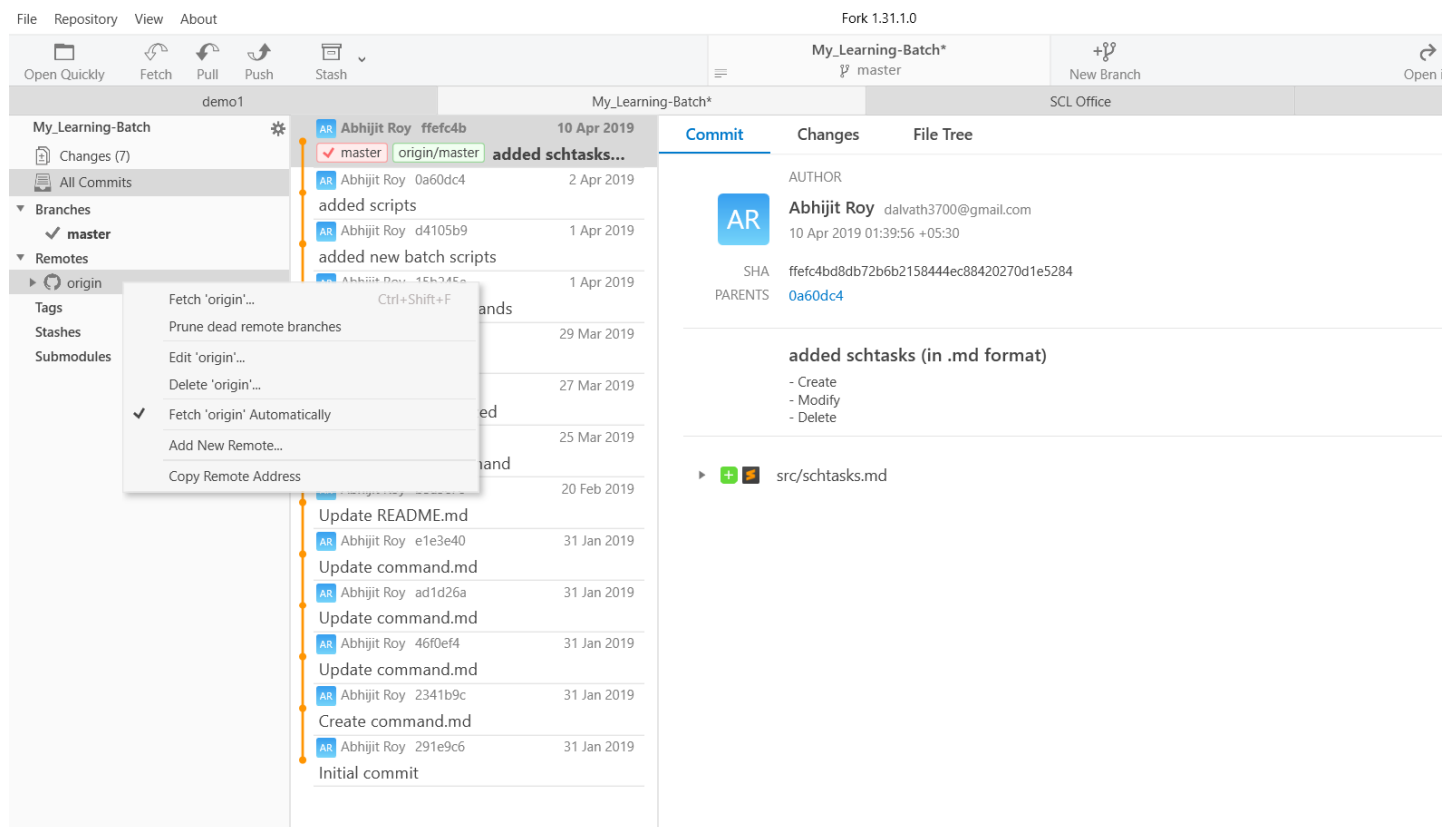 File Repository View About
Fork 1.31.1.0
Open Quickly
Fetch
Pull
Push
Stash
My_Learning-Batch*
master
New Branch
Open i
demo1
My_Learning-Batch*
SCL Office
My_Learning-Batch
Changes (7)
All Commits
Branches
master
Remotes
origin
Tags
Stashes
Submodules
Fetch 'origin'... Ctrl+Shift+F
Prune dead remote branches
Edit 'origin'...
Delete 'origin'...
Fetch 'origin' Automatically
Add New Remote...
Copy Remote Address
AR Abhijit Roy ffefc4b 10 Apr 2019
master origin/master added schtasks...
AR Abhijit Roy 0a60dc4 2 Apr 2019
added scripts
AR Abhijit Roy d4105b9 1 Apr 2019
added new batch scripts
Abhijit Roy 1 Apr 2019
ands
29 Mar 2019
27 Mar 2019
ed
25 Mar 2019
hand
20 Feb 2019
Update README.md
AR Abhijit Roy e1e3e40 31 Jan 2019
Update command.md
AR Abhijit Roy ad1d26a 31 Jan 2019
Update command.md
AR Abhijit Roy 46f0ef4 31 Jan 2019
Update command.md
AR Abhijit Roy 2341b9c 31 Jan 2019
Create command.md
AR Abhijit Roy 291e9c6 31 Jan 2019
Initial commit
Commit Changes File Tree
AUTHOR
AR
Abhijit Roy dalvath3700@gmail.com
10 Apr 2019 01:39:56 +05:30
SHA ffefc4bd8db72b6b2158444ec88420270d1e5284
PARENTS 0a60dc4
added schtasks (in .md format)
- Create
- Modify
- Delete
src/schtasks.md